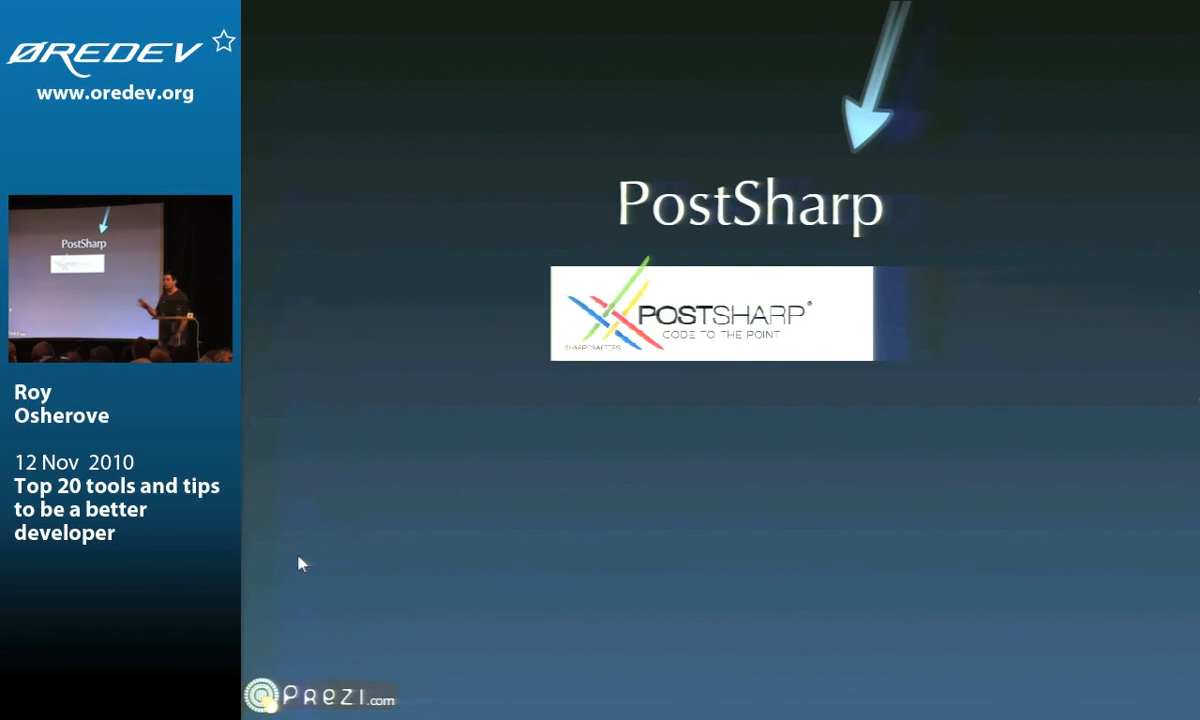 ØREDEV
www.oredev.org
PostSharp
POSTSHARP®
CODE TO THE POINT
SHARPCRAFTERS
PostSharp
Roy
Osherove
12 Nov 2010
Top 20 tools and tips
to be a better
developer
PREZI.com